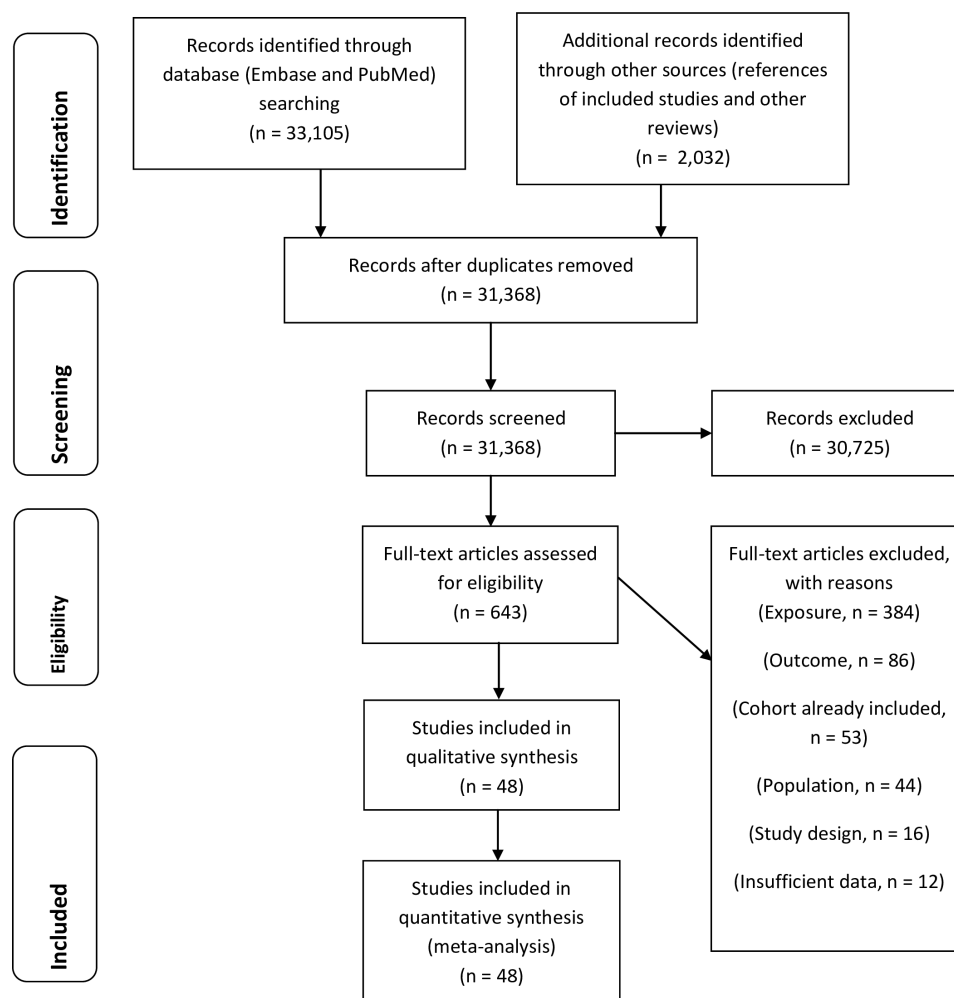 Identification
Records identified through
database (Embase and PubMed)
searching
(n = 33,105)
Additional records identified
through other sources (references
of included studies and other
reviews)
(n =  2,032)
Records after duplicates removed
(n = 31,368)
Screening
Records screened
(n = 31,368)
Records excluded
(n = 30,725)
Eligibility
Full-text articles assessed
for eligibility
(n = 643)
Full-text articles excluded,
with reasons
(Exposure, n = 384)
(Outcome, n = 86)
(Cohort already included,
n = 53)
(Population, n = 44)
(Study design, n = 16)
(Insufficient data, n = 12)
Included
Studies included in
qualitative synthesis
(n = 48)
Studies included in
quantitative synthesis
(meta-analysis)
(n = 48)